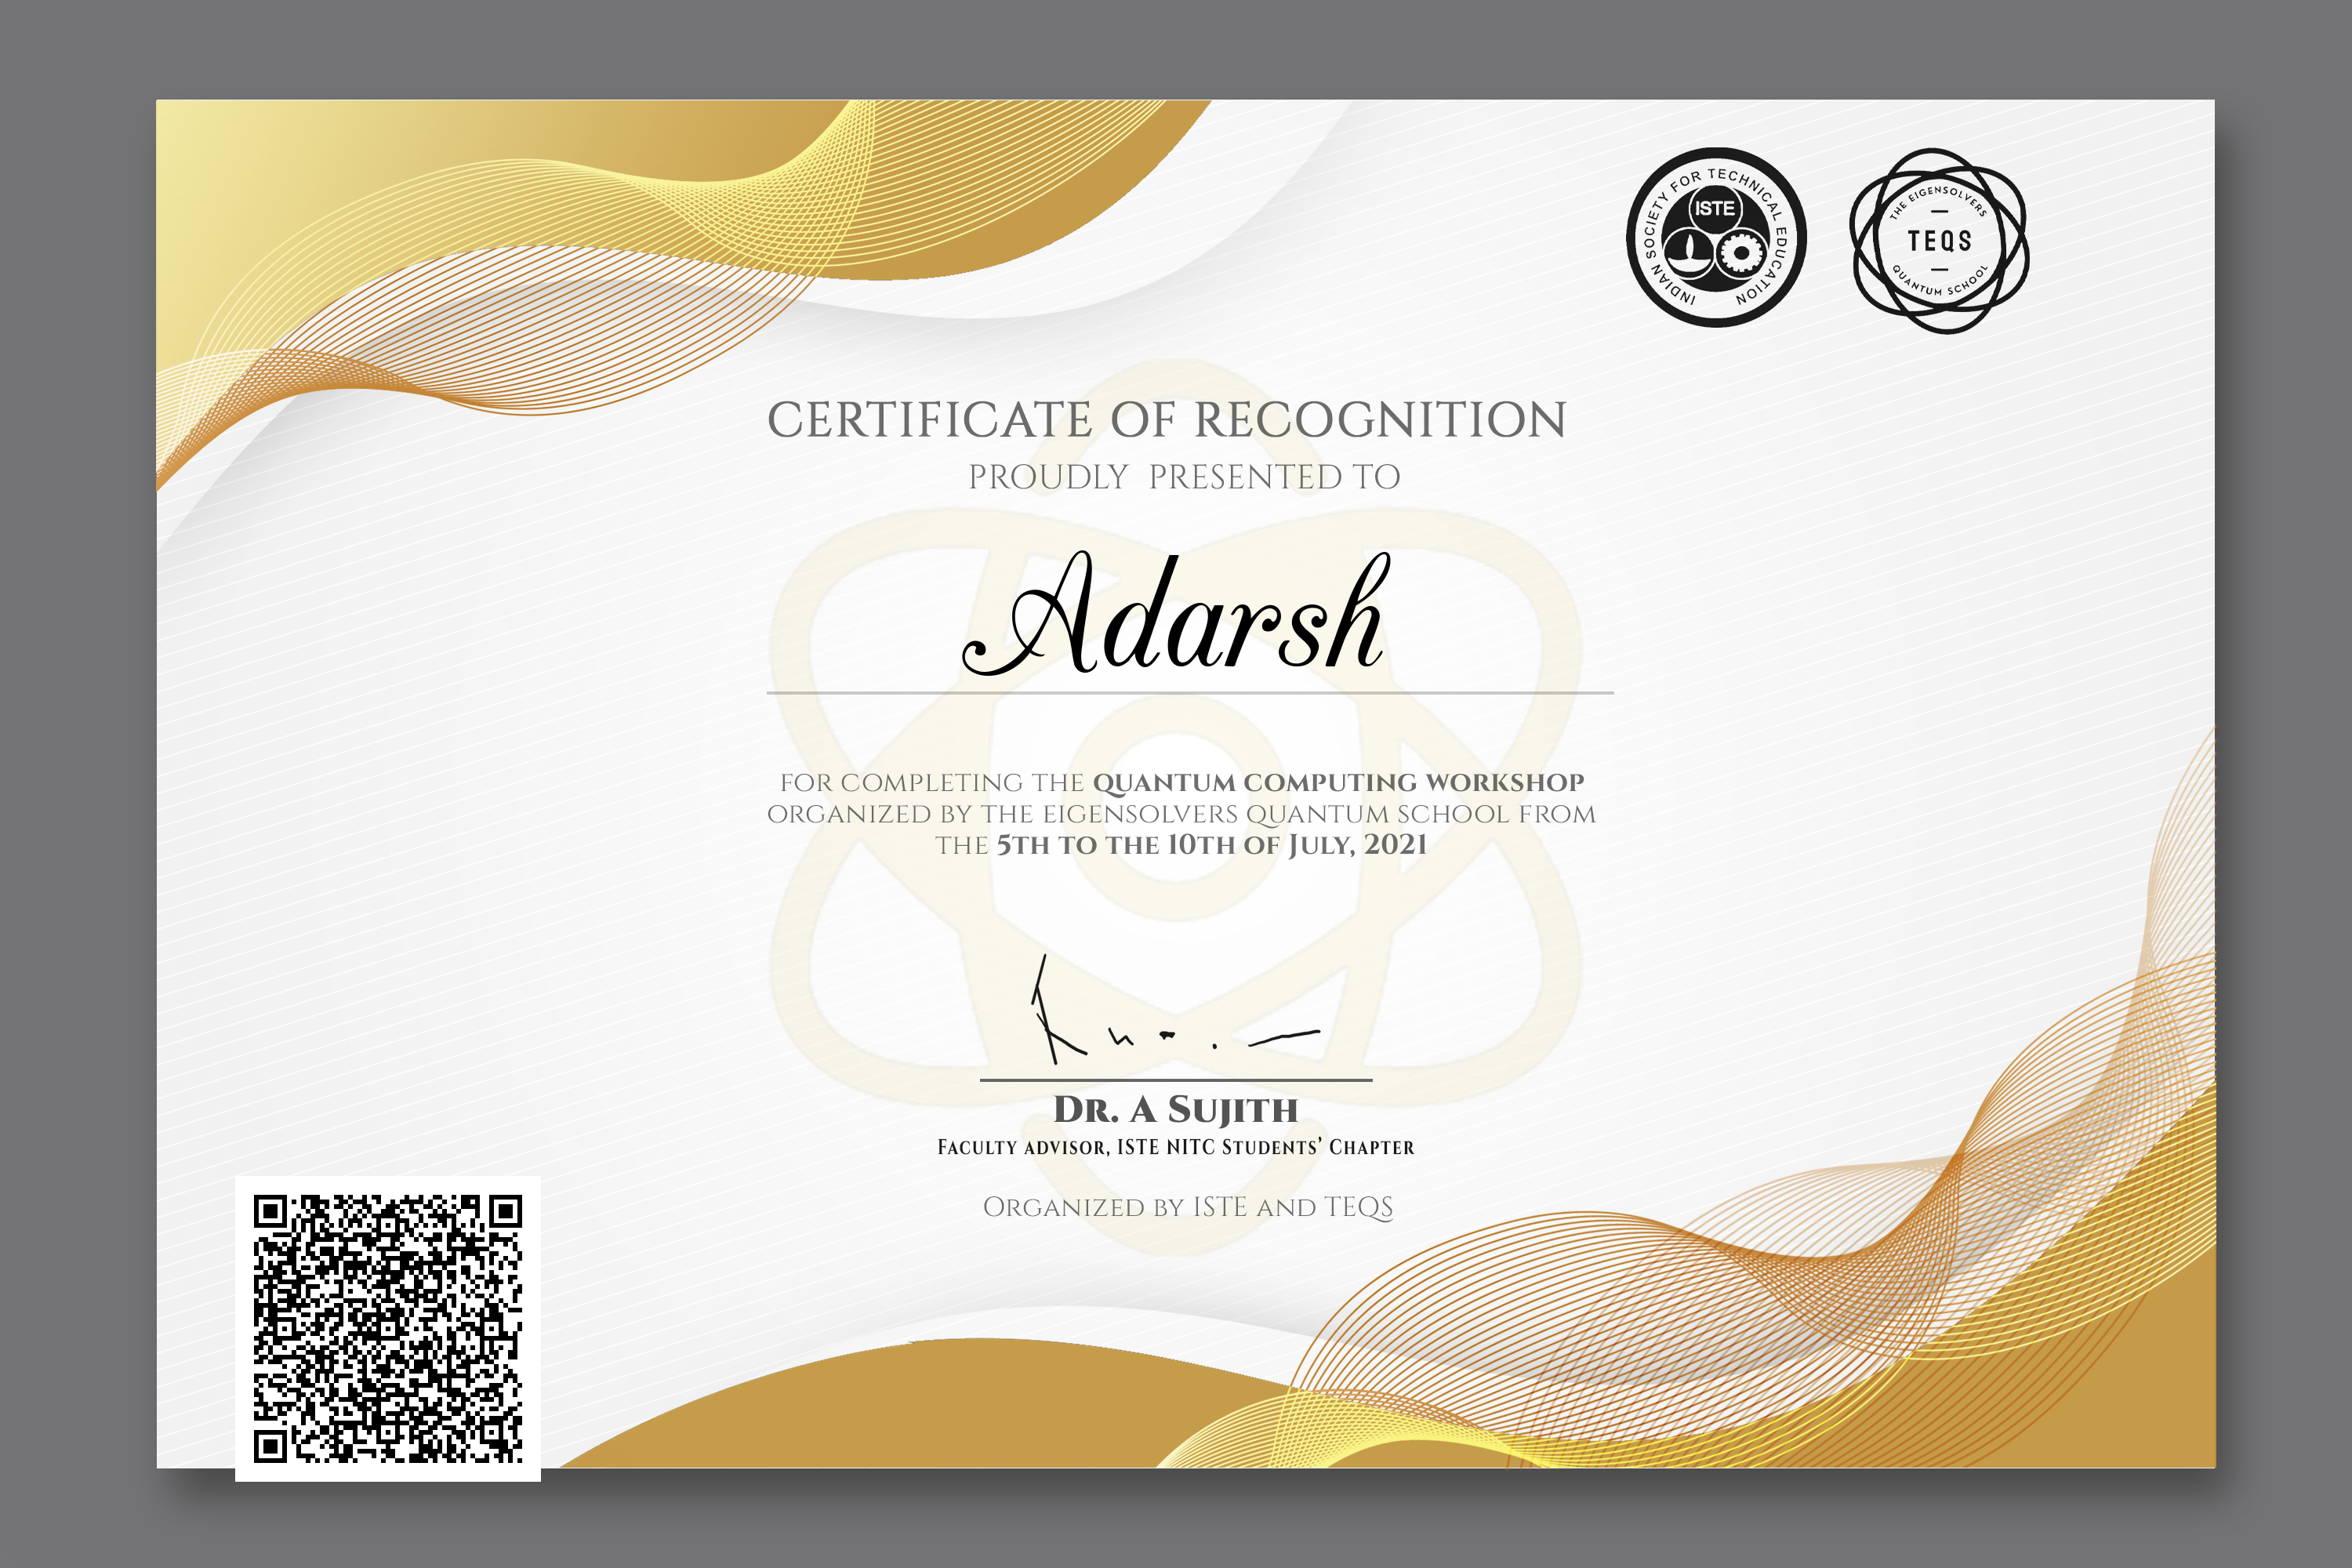 INDIAN SOCIETY FOR TECHNICAL EDUCATION
ISTE
THE EIGENSOLVERS
TEQS
QUANTUM SCHOOL
CERTIFICATE OF RECOGNITION
PROUDLY PRESENTED TO
Adarsh
FOR COMPLETING THE QUANTUM COMPUTING WORKSHOP
ORGANIZED BY THE EIGENSOLVERS QUANTUM SCHOOL FROM
THE 5TH TO THE 10TH OF JULY, 2021
DR. A SUJITH
FACULTY ADVISOR, ISTE NITC STUDENTS’ CHAPTER
ORGANIZED BY ISTE AND TEQS